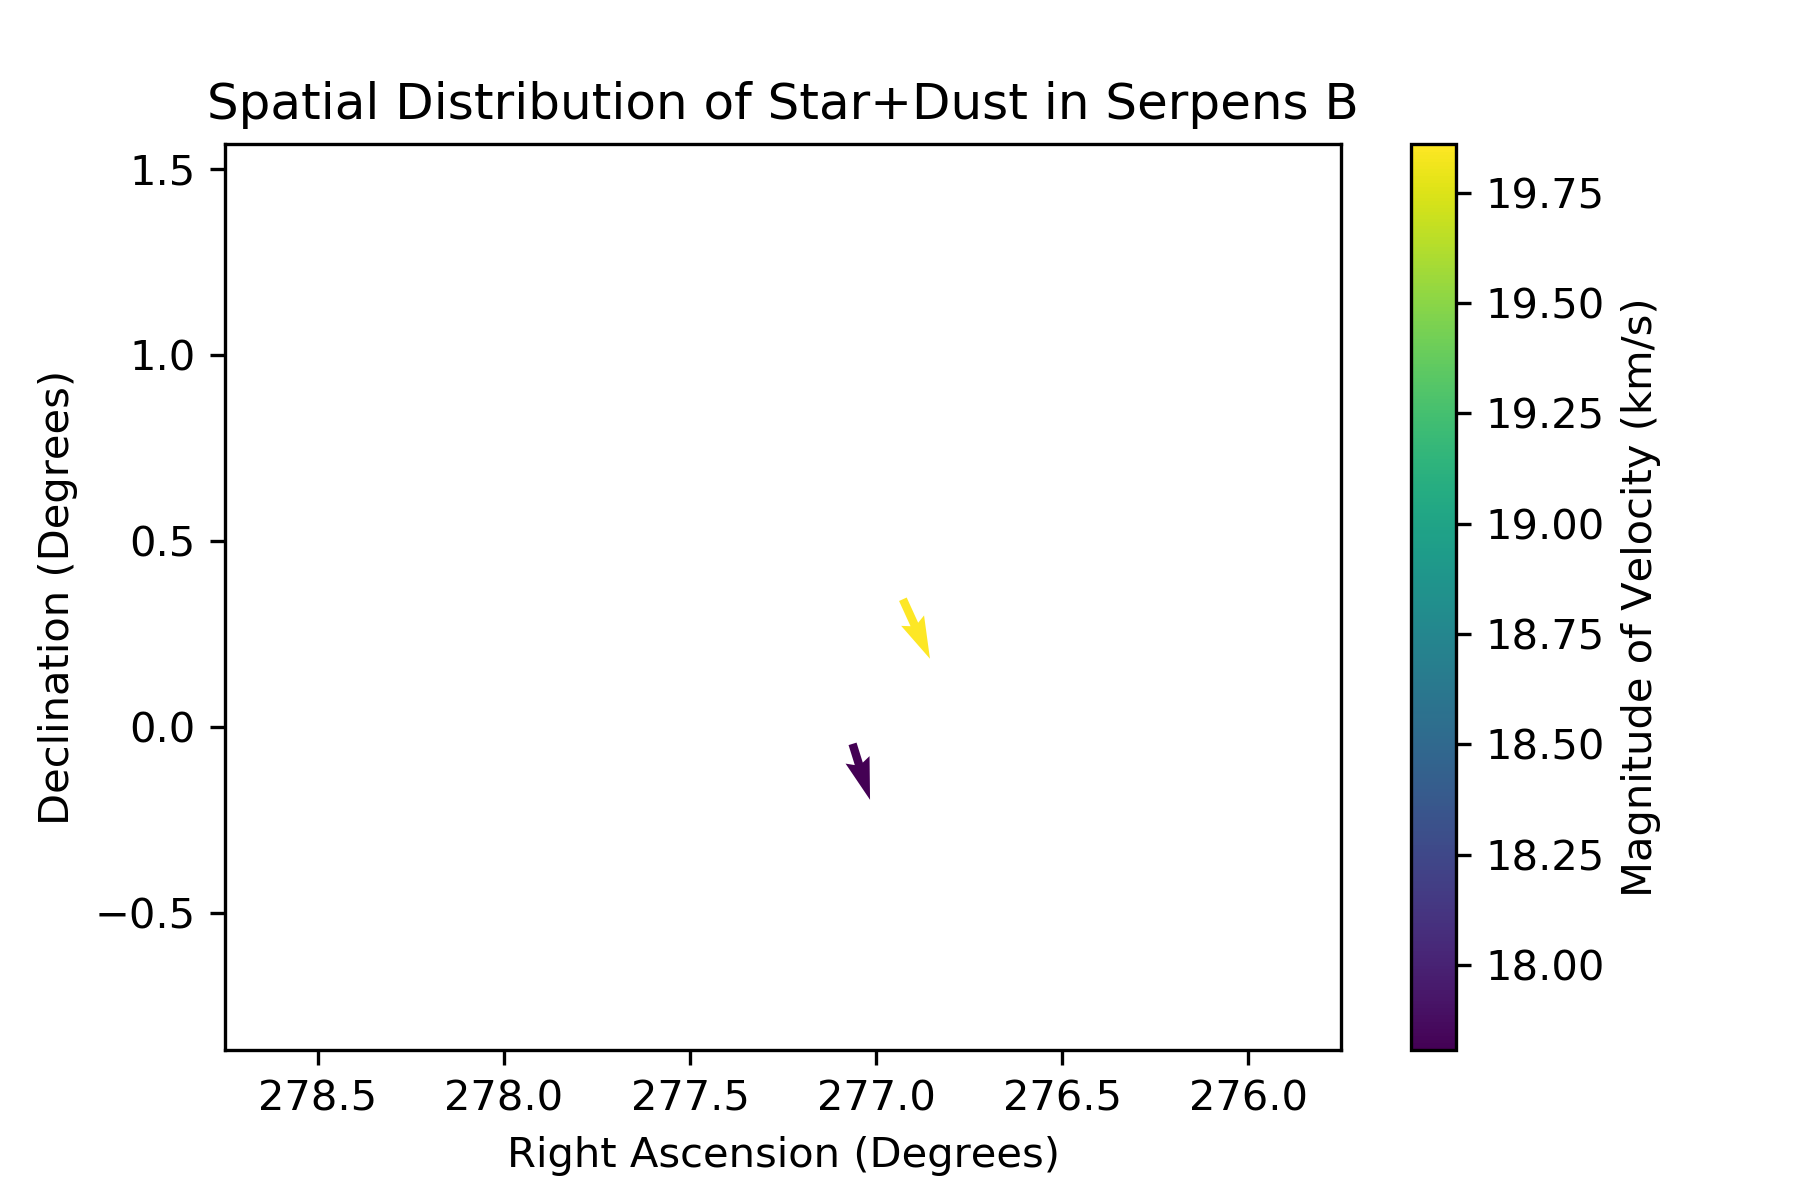 Spatial Distribution of Star+Dust in Serpens B
1.5
1.0
0.5
0.0
−0.5
Declination (Degrees)
278.5 278.0 277.5 277.0 276.5 276.0
Right Ascension (Degrees)
19.75
19.50
19.25
19.00
18.75
18.50
18.25
18.00
Magnitude of Velocity (km/s)